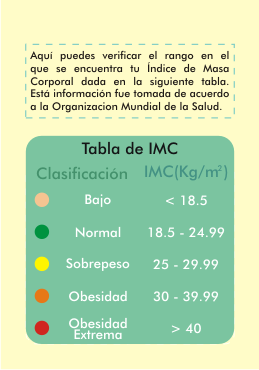 Aquí puedes verificar el rango en el
que se encuentra tu Índice de Masa
Corporal dada en la siguiente tabla.
Está información fue tomada de acuerdo
a la Organizacion Mundial de la Salud.
Tabla de IMC
Clasificación IMC(Kg/m²)
Bajo < 18.5
Normal 18.5 - 24.99
Sobrepeso 25 - 29.99
Obesidad 30 - 39.99
Obesidad
Extrema > 40